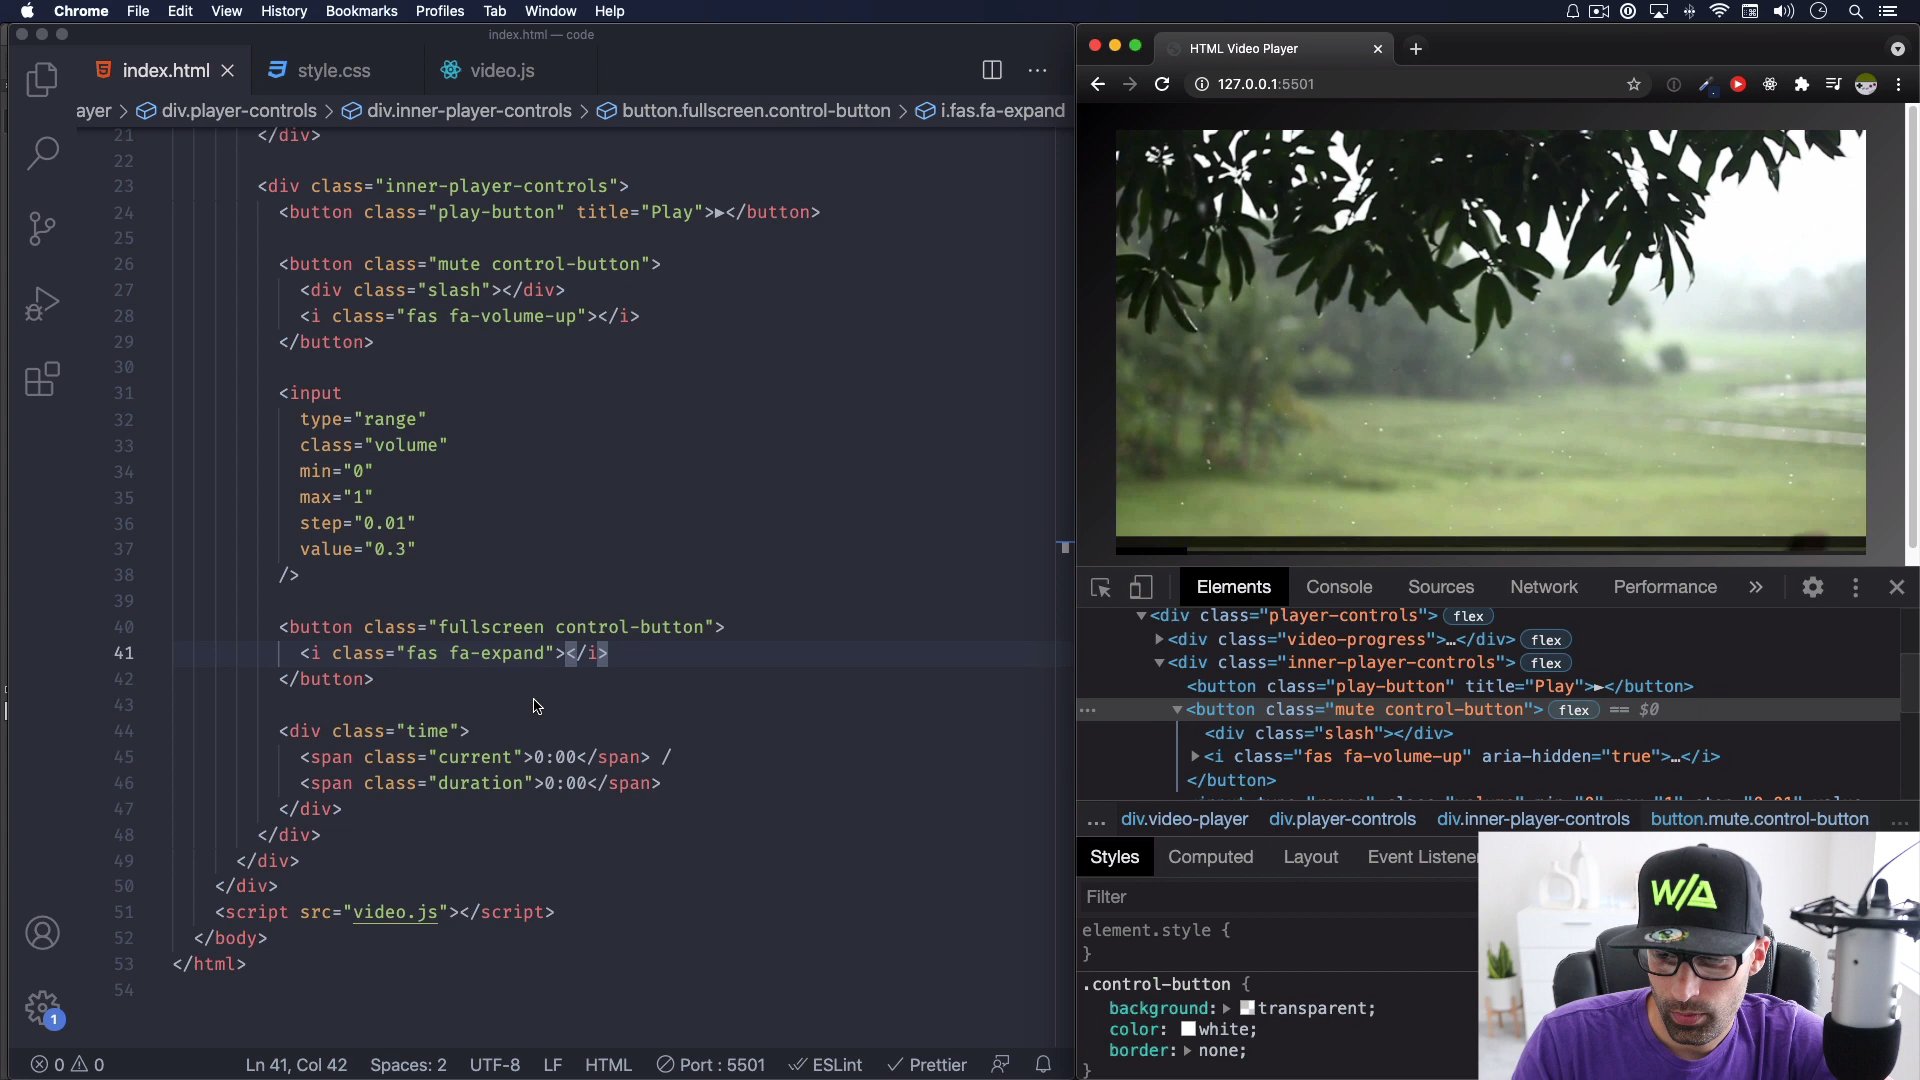 Chrome File Edit View History Bookmarks Profiles Tab Window Help
index.html — code
index.html style.css video.js
ayer > div.player-controls > div.inner-player-controls > button.fullscreen.control-button > i.fas.fa-expand
21 </div>
22
23 <div class="inner-player-controls">
24 <button class="play-button" title="Play">►</button>
25
26 <button class="mute control-button">
27 <div class="slash"></div>
28 <i class="fas fa-volume-up"></i>
29 </button>
30
31 <input
32 type="range"
33 class="volume"
34 min="0"
35 max="1"
36 step="0.01"
37 value="0.3"
38 />
39
40 <button class="fullscreen control-button">
41 <i class="fas fa-expand"></i>
42 </button>
43
44 <div class="time">
45 <span class="current">0:00</span> /
46 <span class="duration">0:00</span>
47 </div>
48 </div>
49 </div>
50 </div>
51 <script src="video.js"></script>
52 </body>
53 </html>
54
1
0 0 Ln 41, Col 42 Spaces: 2 UTF-8 LF HTML Port : 5501 ESLint Prettier
HTML Video Player
127.0.0.1:5501
Elements Console Sources Network Performance »
▼<div class="player-controls"> flex
►<div class="video-progress">…</div> flex
▼<div class="inner-player-controls"> flex
<button class="play-button" title="Play">►</button>
… ▼<button class="mute control-button"> flex == $0
<div class="slash"></div>
►<i class="fas fa-volume-up" aria-hidden="true">…</i>
</button>
… div.video-player div.player-controls div.inner-player-controls button.mute.control-button …
Styles Computed Layout Event Listener
Filter
element.style {
}
.control-button {
background: ► transparent;
color: white;
border: ► none;
}
W/A